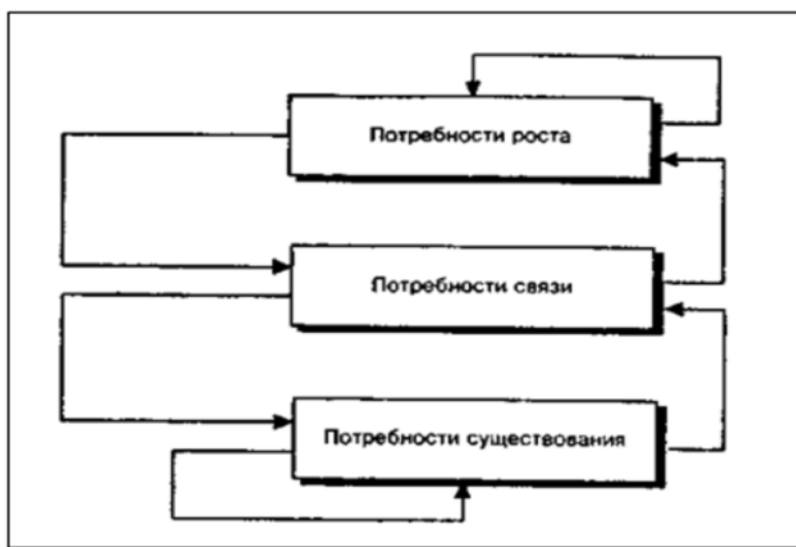 Потребности роста
Потребности связи
Потребности существования